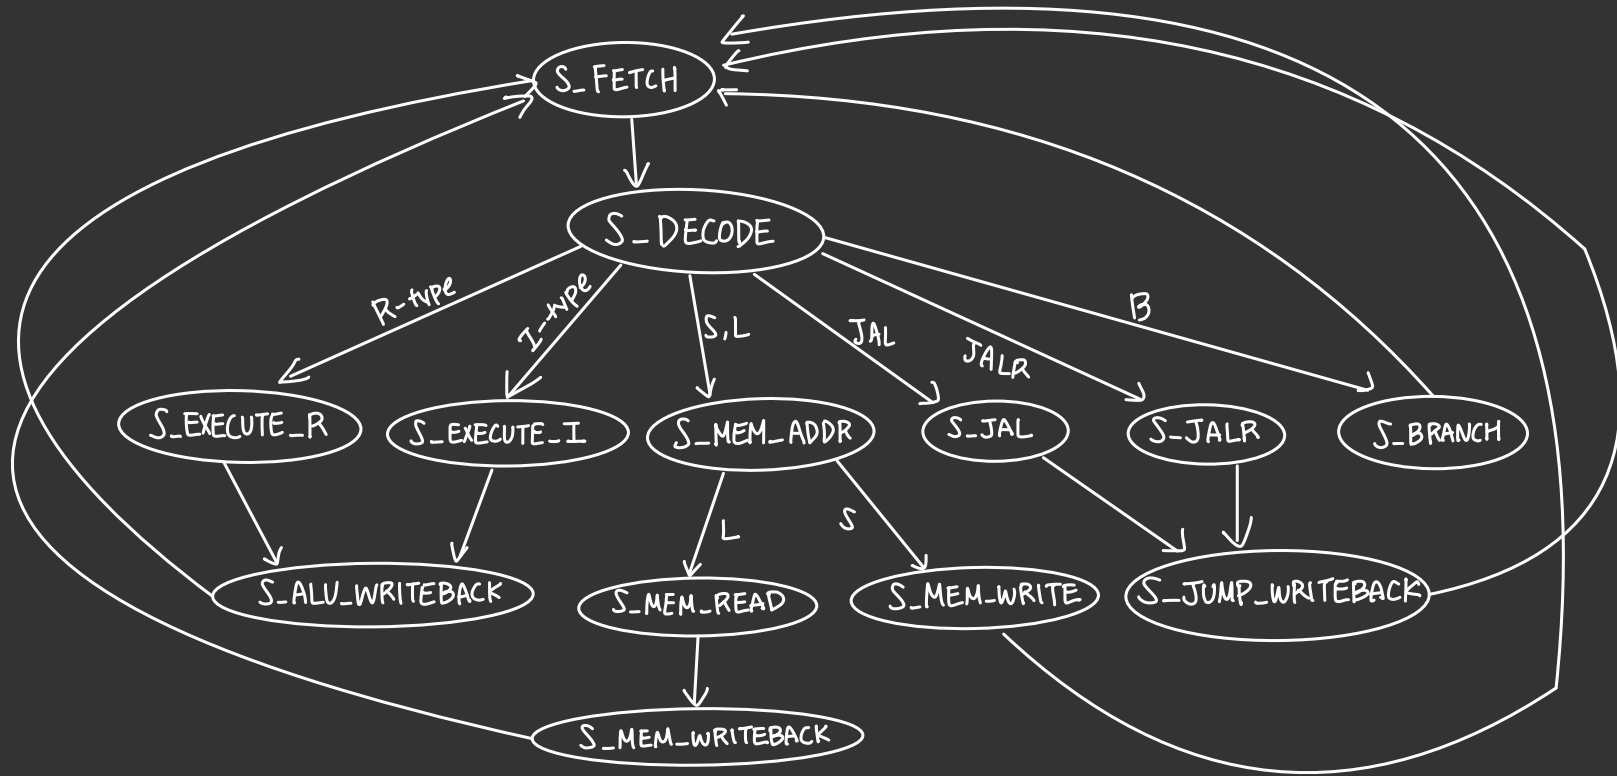 S_FETCH
S_DECODE
R-type
I-type
S,L
JAL
JALR
B
S_EXECUTE_R
S_EXECUTE_I
S_MEM_ADDR
S_JAL
S_JALR
S_BRANCH
L
S
S_ALU_WRITEBACK
S_MEM_READ
S_MEM_WRITE
S_JUMP_WRITEBACK
S_MEM_WRITEBACK